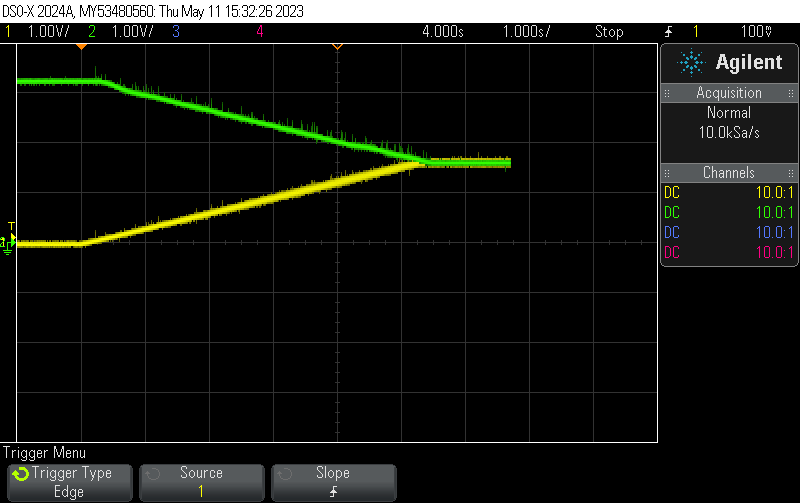 DSO-X 2024A, MY53480560: Thu May 11 15:32:26 2023
1 1.00V/ 2 1.00V/ 3 4 4.000s 1.000s/ Stop 1 100V
Agilent
Acquisition
Normal
10.0kSa/s
Channels
DC 10.0:1
DC 10.0:1
DC 10.0:1
DC 10.0:1
T
Trigger Menu
Trigger Type Source Slope
Edge 1